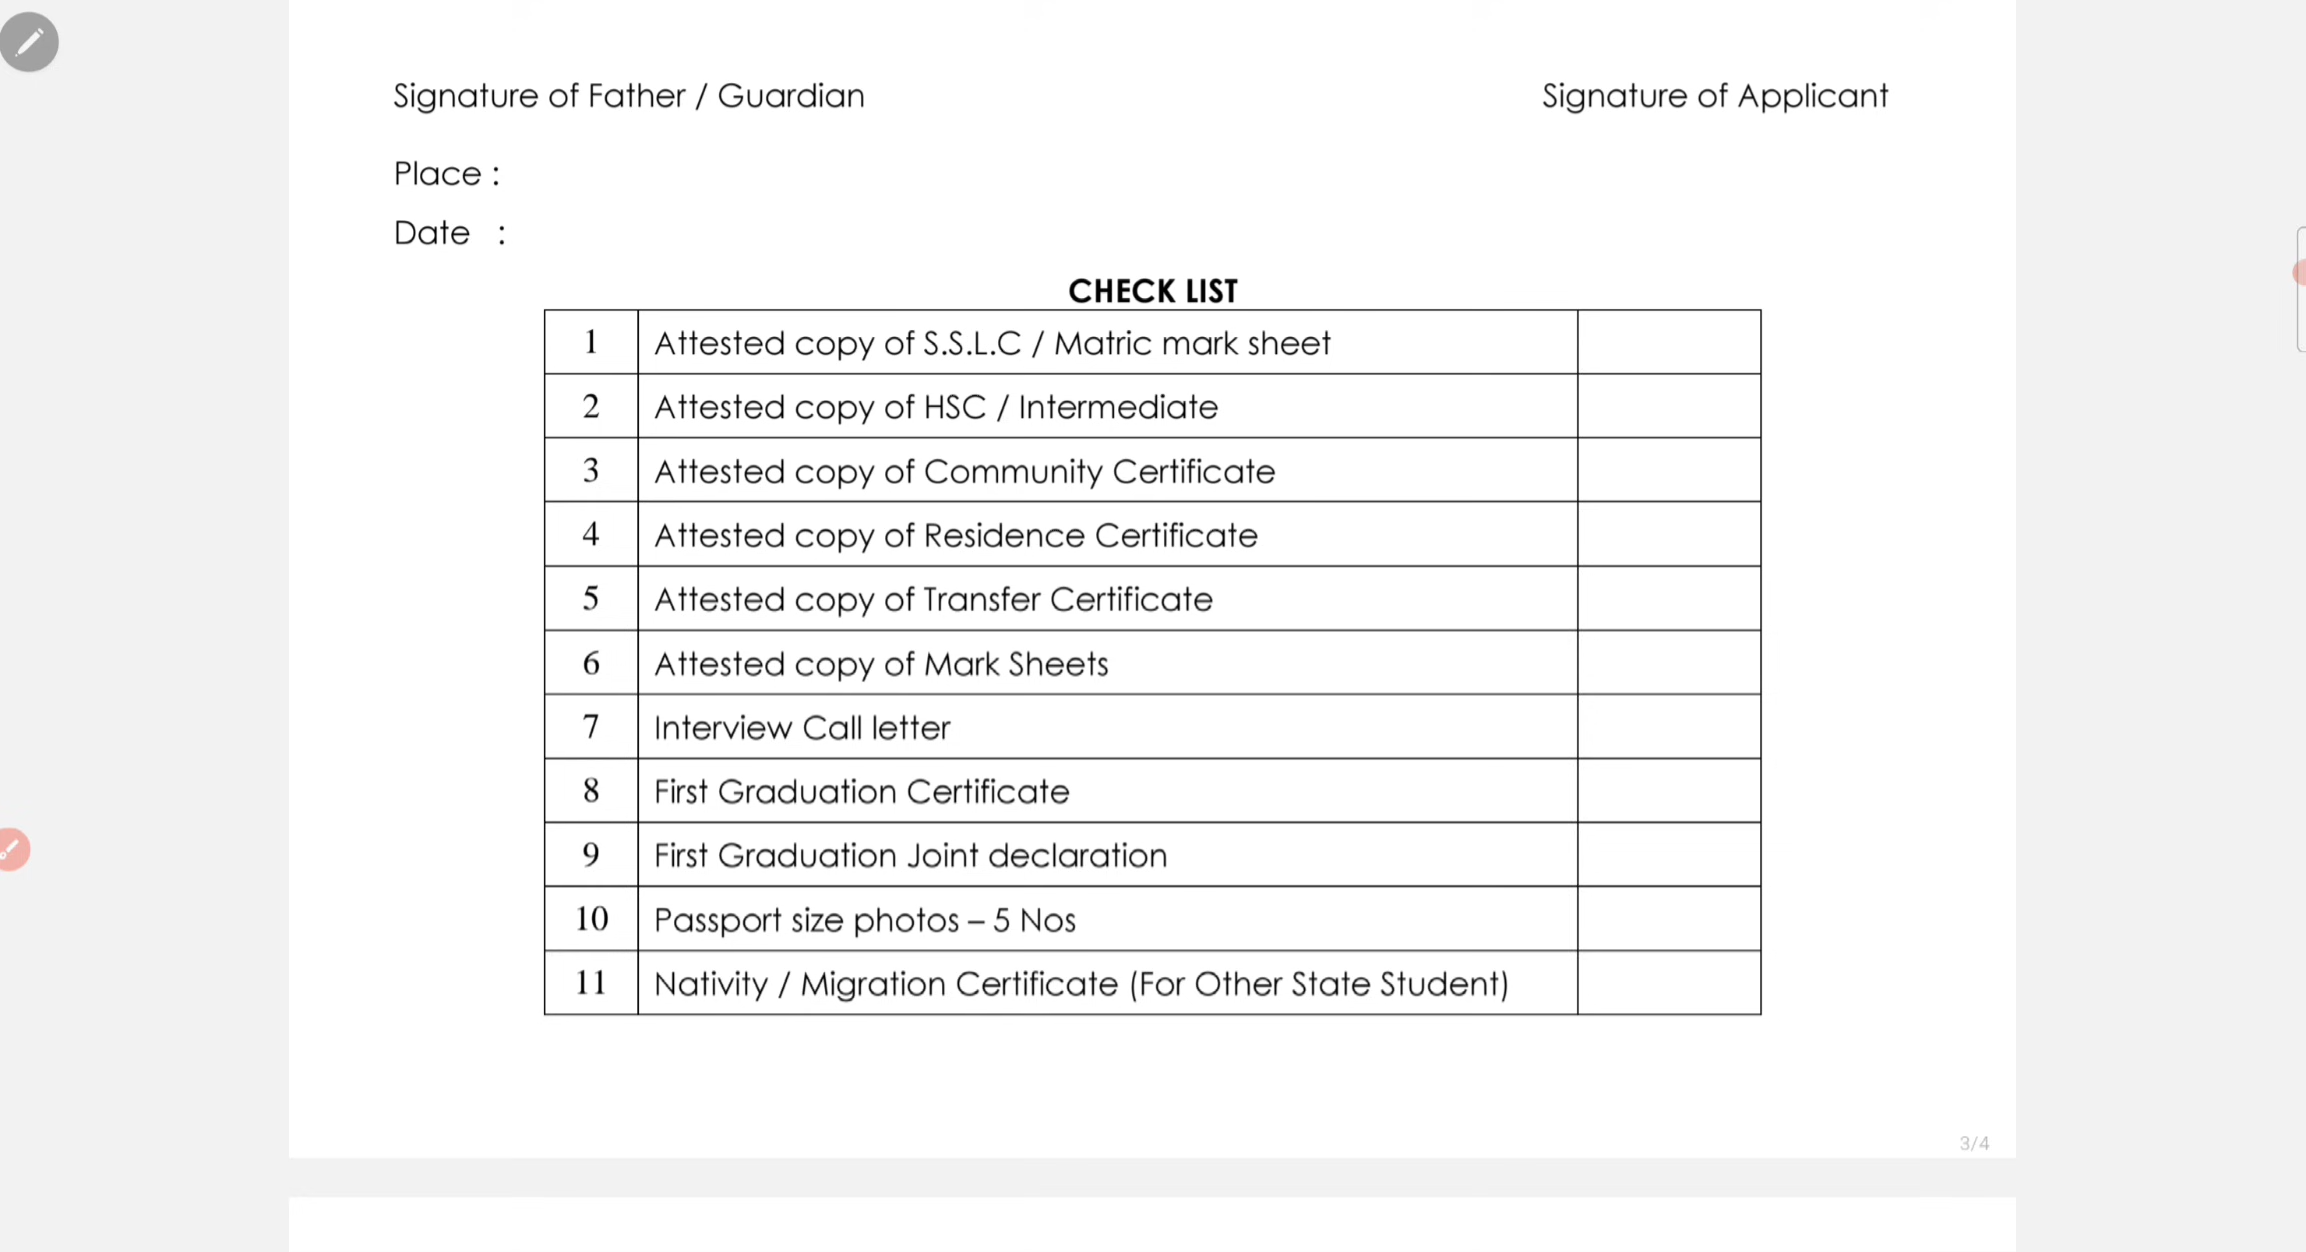 Signature of Father / Guardian Signature of Applicant
Place :
Date :
CHECK LIST
1 Attested copy of S.S.L.C / Matric mark sheet
2 Attested copy of HSC / Intermediate
3 Attested copy of Community Certificate
4 Attested copy of Residence Certificate
5 Attested copy of Transfer Certificate
6 Attested copy of Mark Sheets
7 Interview Call letter
8 First Graduation Certificate
9 First Graduation Joint declaration
10 Passport size photos – 5 Nos
11 Nativity / Migration Certificate (For Other State Student)
3/4